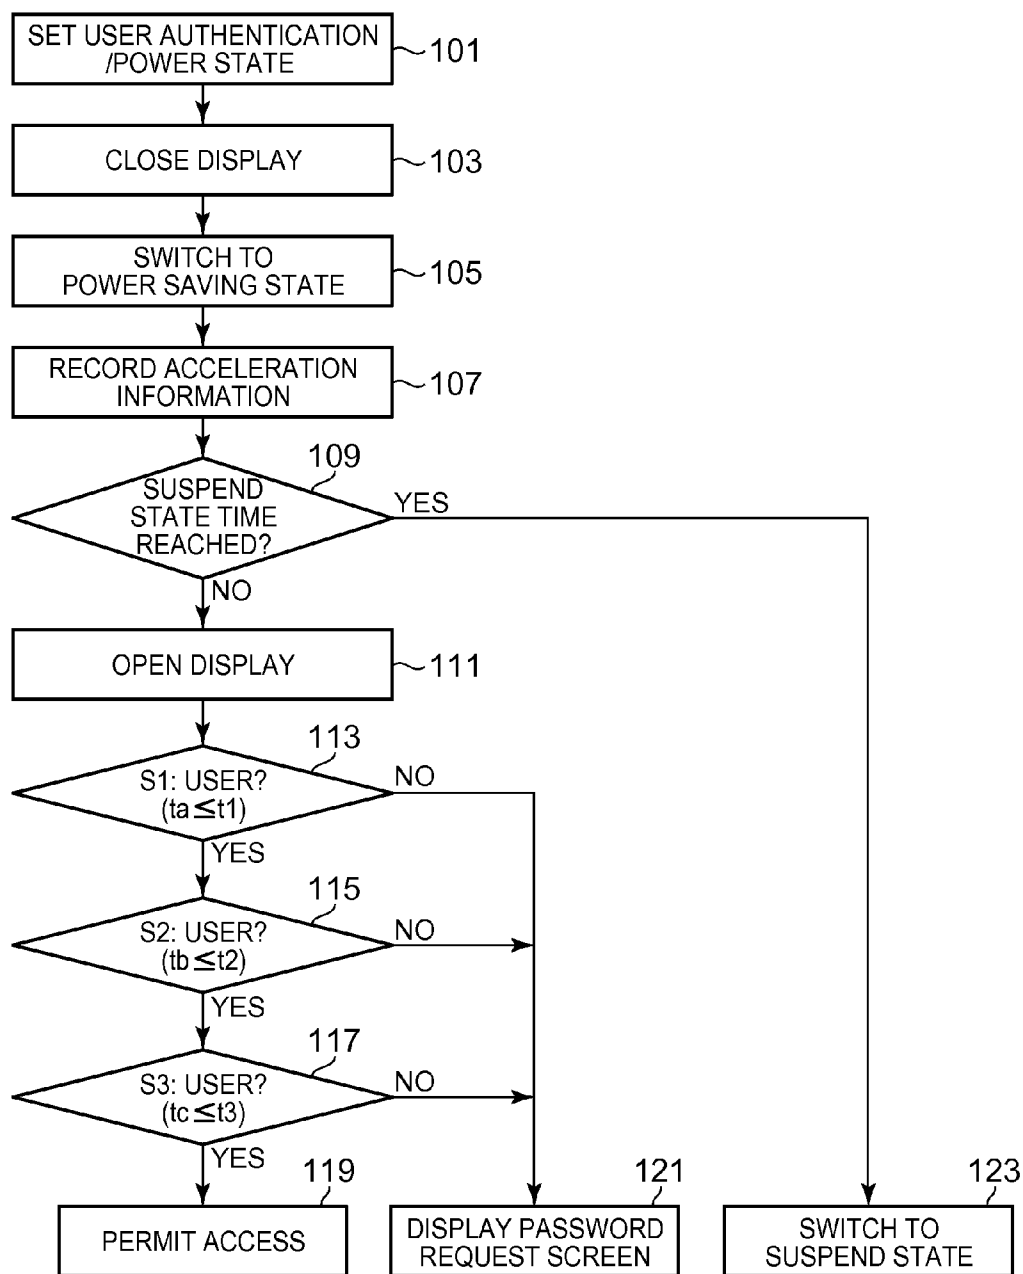 SET USER AUTHENTICATION
/POWER STATE
101
CLOSE DISPLAY
103
SWITCH TO
POWER SAVING STATE
105
RECORD ACCELERATION
INFORMATION
107
109
SUSPEND
STATE TIME
REACHED?
YES
NO
OPEN DISPLAY
111
113
S1: USER?
(ta≦t1)
NO
YES
115
S2: USER?
(tb≦t2)
NO
YES
117
S3: USER?
(tc≦t3)
NO
YES
119
PERMIT ACCESS
121
DISPLAY PASSWORD
REQUEST SCREEN
123
SWITCH TO
SUSPEND STATE